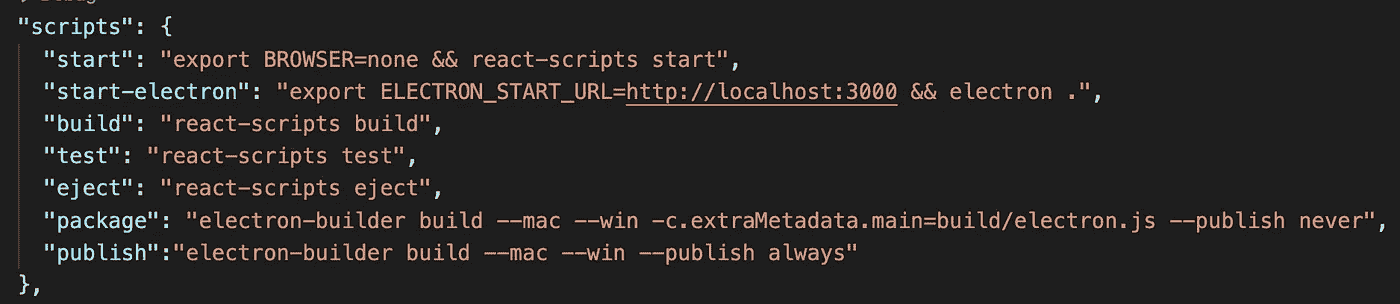 Debug
"scripts": {
"start": "export BROWSER=none && react-scripts start",
"start-electron": "export ELECTRON_START_URL=http://localhost:3000 && electron .",
"build": "react-scripts build",
"test": "react-scripts test",
"eject": "react-scripts eject",
"package": "electron-builder build --mac --win -c.extraMetadata.main=build/electron.js --publish never",
"publish":"electron-builder build --mac --win --publish always"
},